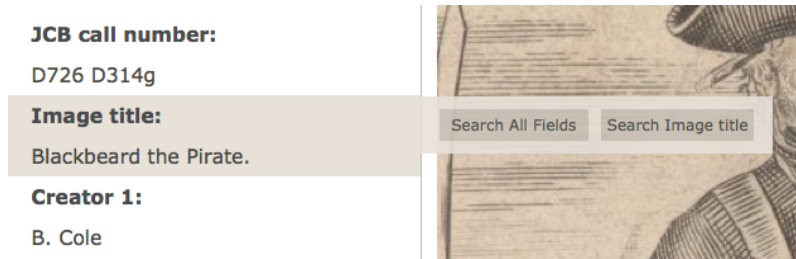 JCB call number:
D726 D314g
Image title:
Blackbeard the Pirate.
Search All Fields
Search Image title
Creator 1:
B. Cole